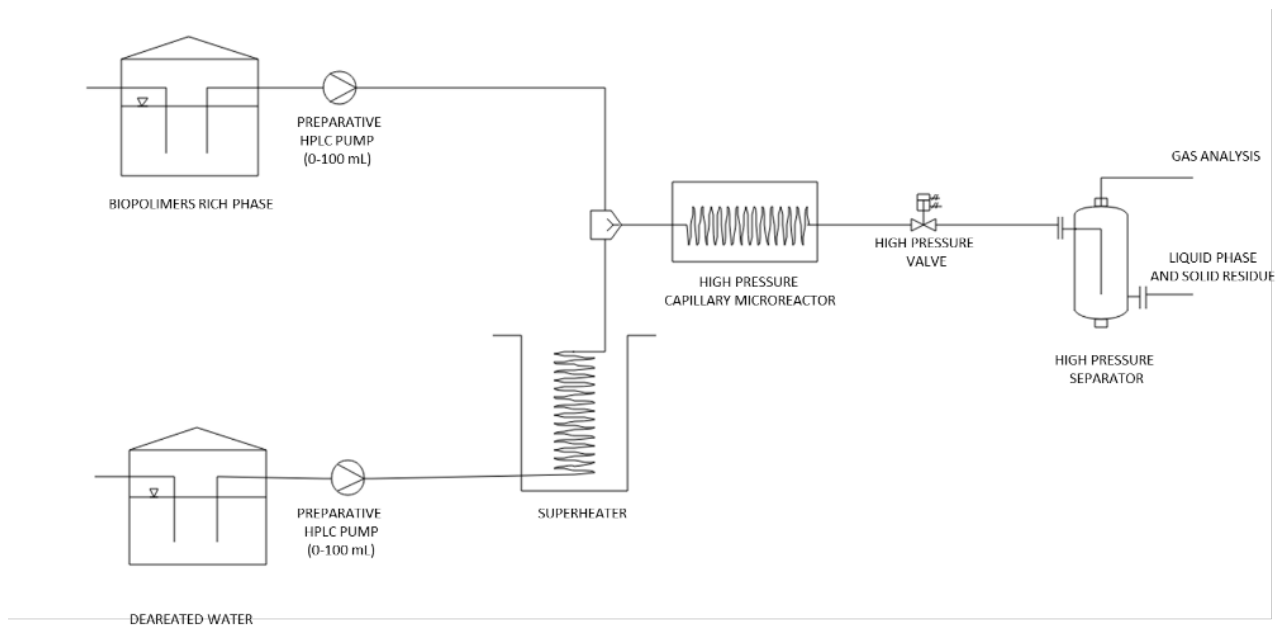 PREPARATIVE
HPLC PUMP
(0-100 mL)
BIOPOLIMERS RICH PHASE
GAS ANALYSIS
HIGH PRESSURE
VALVE
LIQUID PHASE
AND SOLID RESIDUE
HIGH PRESSURE
CAPILLARY MICROREACTOR
HIGH PRESSURE
SEPARATOR
PREPARATIVE
HPLC PUMP
(0-100 mL)
SUPERHEATER
DEAREATED WATER